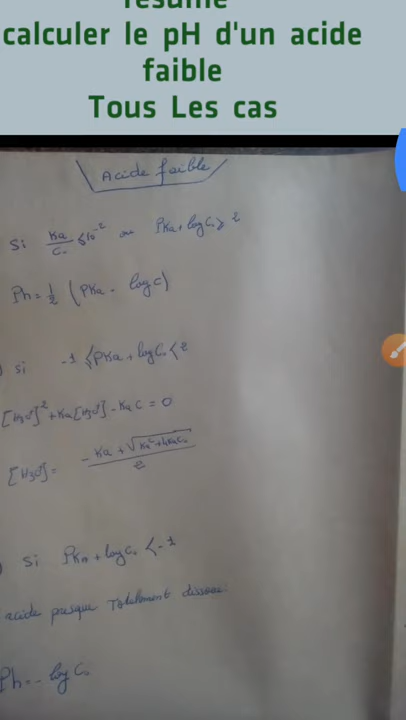 résumé
calculer le pH d'un acide
faible
Tous Les cas
Acide faible
Si Ka/C₀ ≤ 10⁻² ou PKa + log C₀ ≥ 2
Ph = 1/2 (PKa - log C)
) si -1 ≤ PKa + log C₀ < 2
[H₃O⁺]² + Ka[H₃O⁺] - Ka C = 0
[H₃O⁺] = (-Ka + √(Ka² + 4KaC₀))/2
) Si PKa + log C₀ < -1
acide presque Totalement dissout
Ph = - log C₀